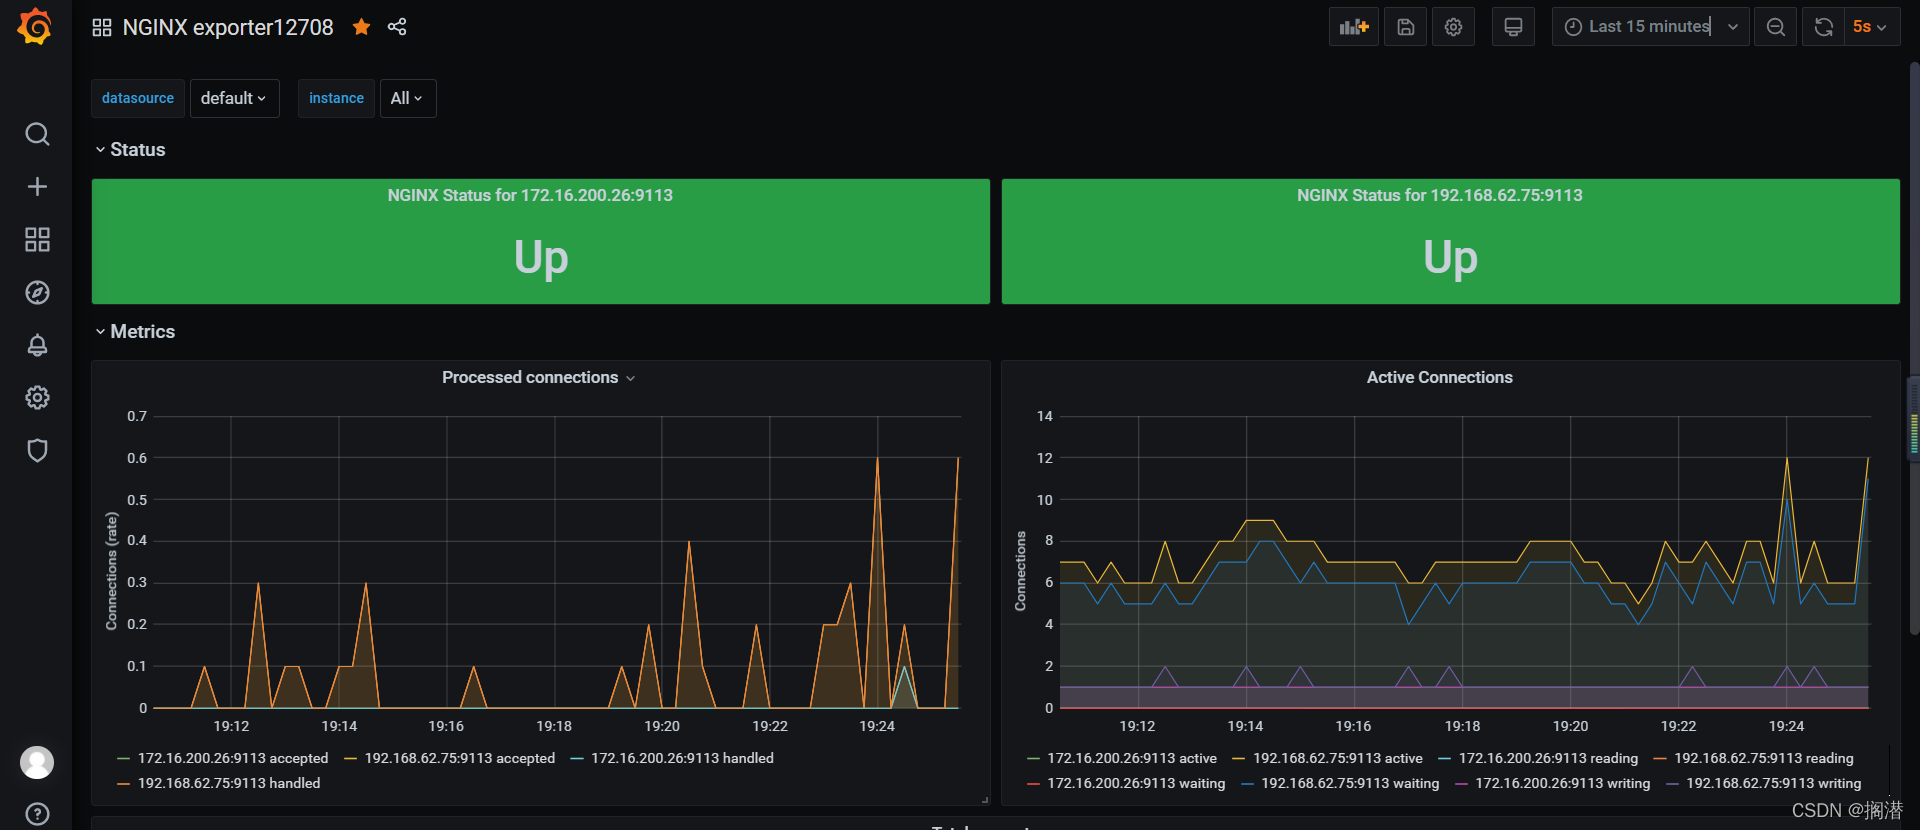 NGINX exporter12708
Last 15 minutes
5s
datasource default instance All
Status
NGINX Status for 172.16.200.26:9113
Up
NGINX Status for 192.168.62.75:9113
Up
Metrics
Processed connections
Connections (rate)
0.7
0.6
0.5
0.4
0.3
0.2
0.1
0
19:12 19:14 19:16 19:18 19:20 19:22 19:24
172.16.200.26:9113 accepted 192.168.62.75:9113 accepted 172.16.200.26:9113 handled
192.168.62.75:9113 handled
Active Connections
Connections
14
12
10
8
6
4
2
0
19:12 19:14 19:16 19:18 19:20 19:22 19:24
172.16.200.26:9113 active 192.168.62.75:9113 active 172.16.200.26:9113 reading 192.168.62.75:9113 reading
172.16.200.26:9113 waiting 192.168.62.75:9113 waiting 172.16.200.26:9113 writing 192.168.62.75:9113 writing
CSDN @搁潜